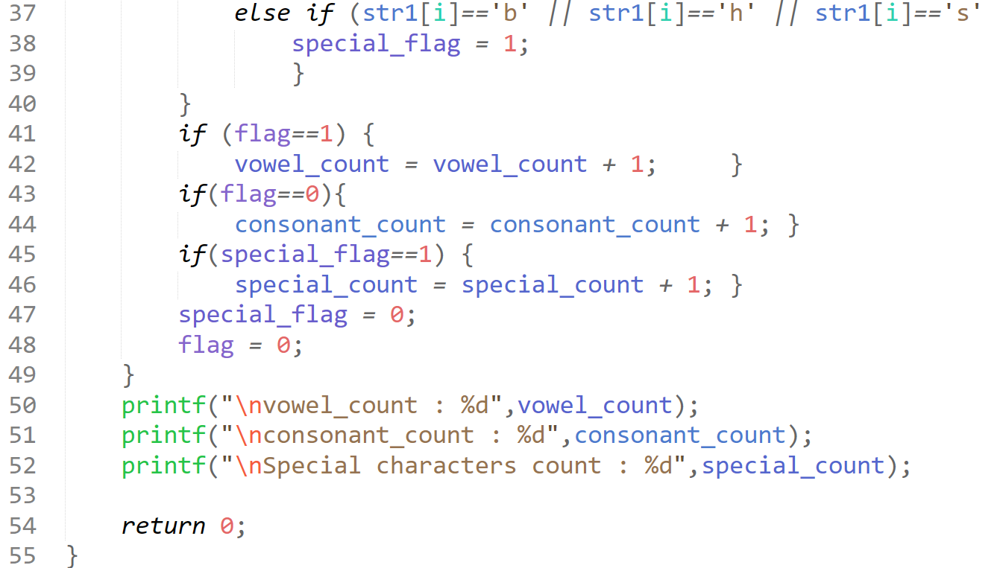 37 else if (str1[i]=='b' || str1[i]=='h' || str1[i]=='s'
38 special_flag = 1;
39 }
40 }
41 if (flag==1) {
42 vowel_count = vowel_count + 1; }
43 if(flag==0){
44 consonant_count = consonant_count + 1; }
45 if(special_flag==1) {
46 special_count = special_count + 1; }
47 special_flag = 0;
48 flag = 0;
49 }
50 printf("\nvowel_count : %d",vowel_count);
51 printf("\nconsonant_count : %d",consonant_count);
52 printf("\nSpecial characters count : %d",special_count);
53
54 return 0;
55 }